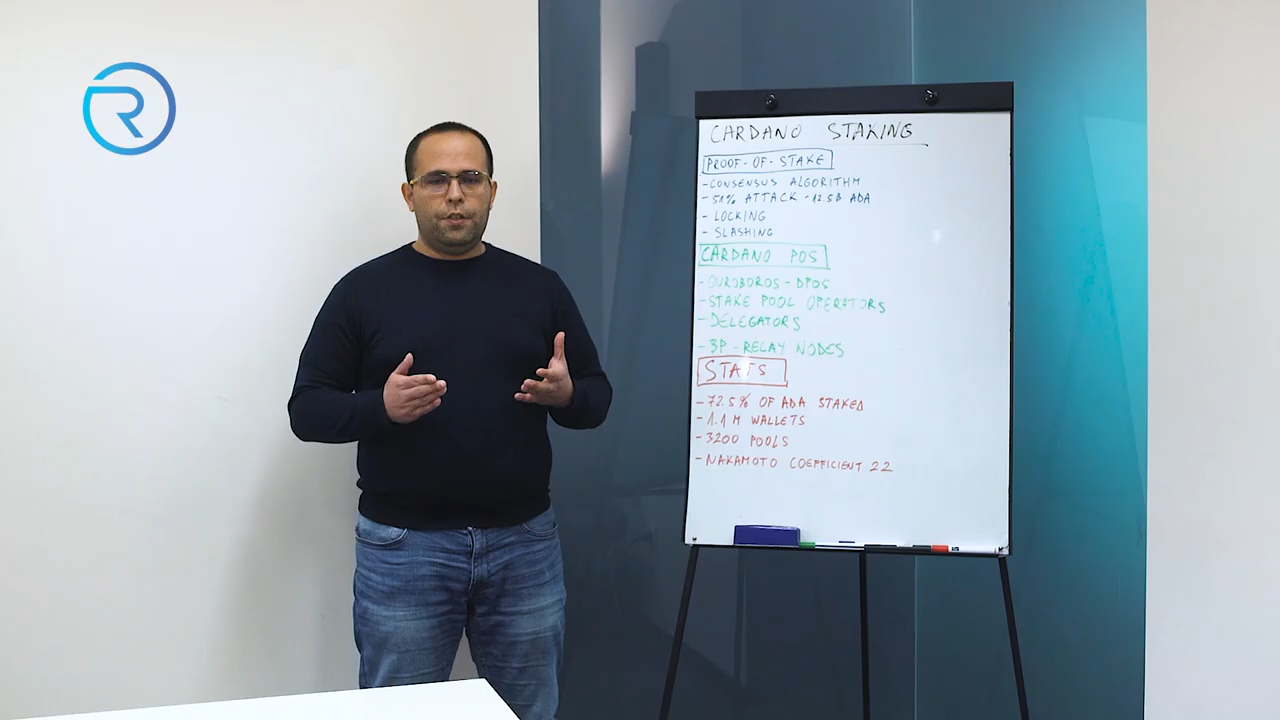 CARDANO STAKING
PROOF-OF-STAKE
- CONSENSUS ALGORITHM
- 51% ATTACK - 12.5B ADA
- LOCKING
- SLASHING
CARDANO POS
- OUROBOROS - DPOS
- STAKE POOL OPERATORS
- DELEGATORS
- BP - RELAY NODES
STATS
- 72.5% OF ADA STAKED
- 1.1 M WALLETS
- 3200 POOLS
- NAKAMOTO COEFFICIENT 22